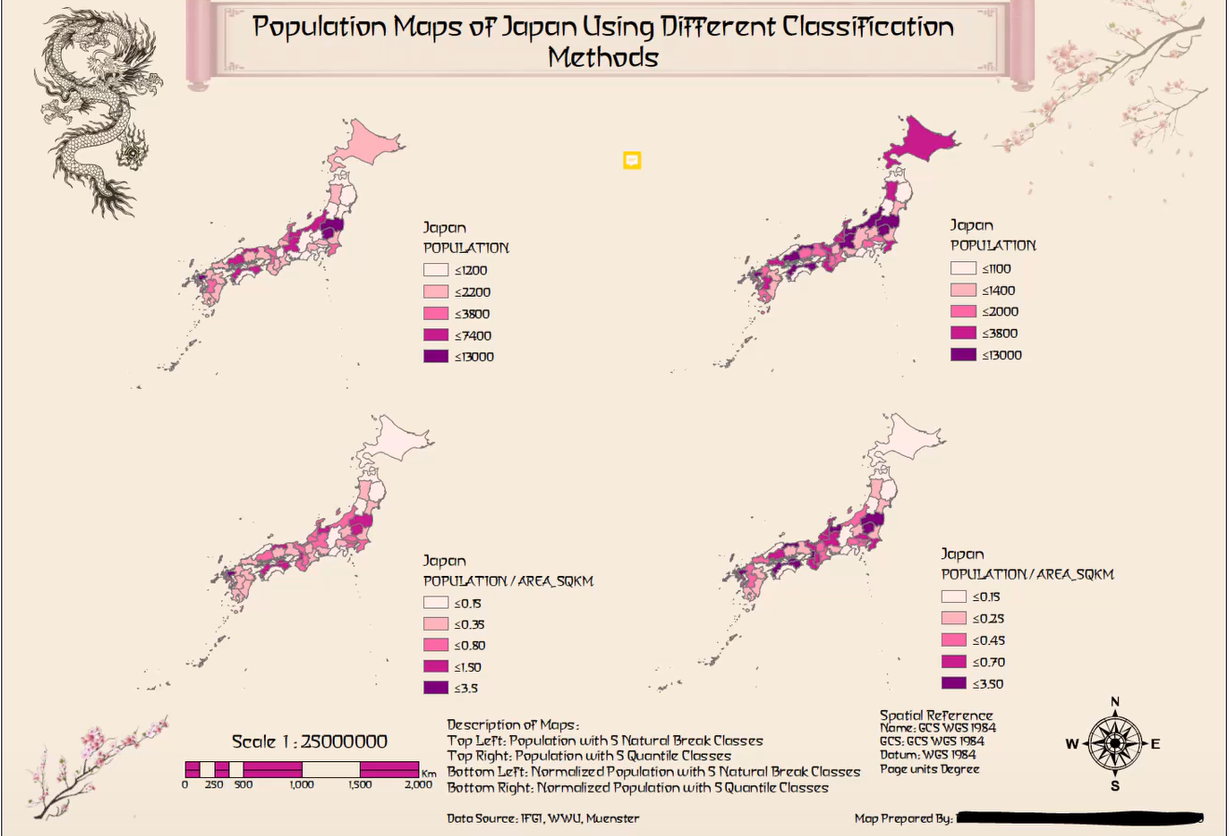 Population Maps of Japan Using Different Classification
Methods
Japan
POPULATION
≤1200
≤2200
≤3800
≤7400
≤13000
Japan
POPULATION
≤1100
≤1400
≤2000
≤3800
≤13000
Japan
POPULATION / AREA_SQKM
≤0.15
≤0.35
≤0.80
≤1.50
≤3.5
Japan
POPULATION / AREA_SQKM
≤0.15
≤0.25
≤0.45
≤0.70
≤3.50
Scale 1 : 25000000
Km
0 250 500 1,000 1,500 2,000
Description of Maps:
Top Left: Population with 5 Natural Break Classes
Top Right: Population with 5 Quantile Classes
Bottom Left: Normalized Population with 5 Natural Break Classes
Bottom Right: Normalized Population with 5 Quantile Classes
Data Source: IFGI, WWU, Muenster
Spatial Reference
Name: GCS WGS 1984
GCS: GCS WGS 1984
Datum: WGS 1984
Page units Degree
N
W E
S
Map Prepared By: